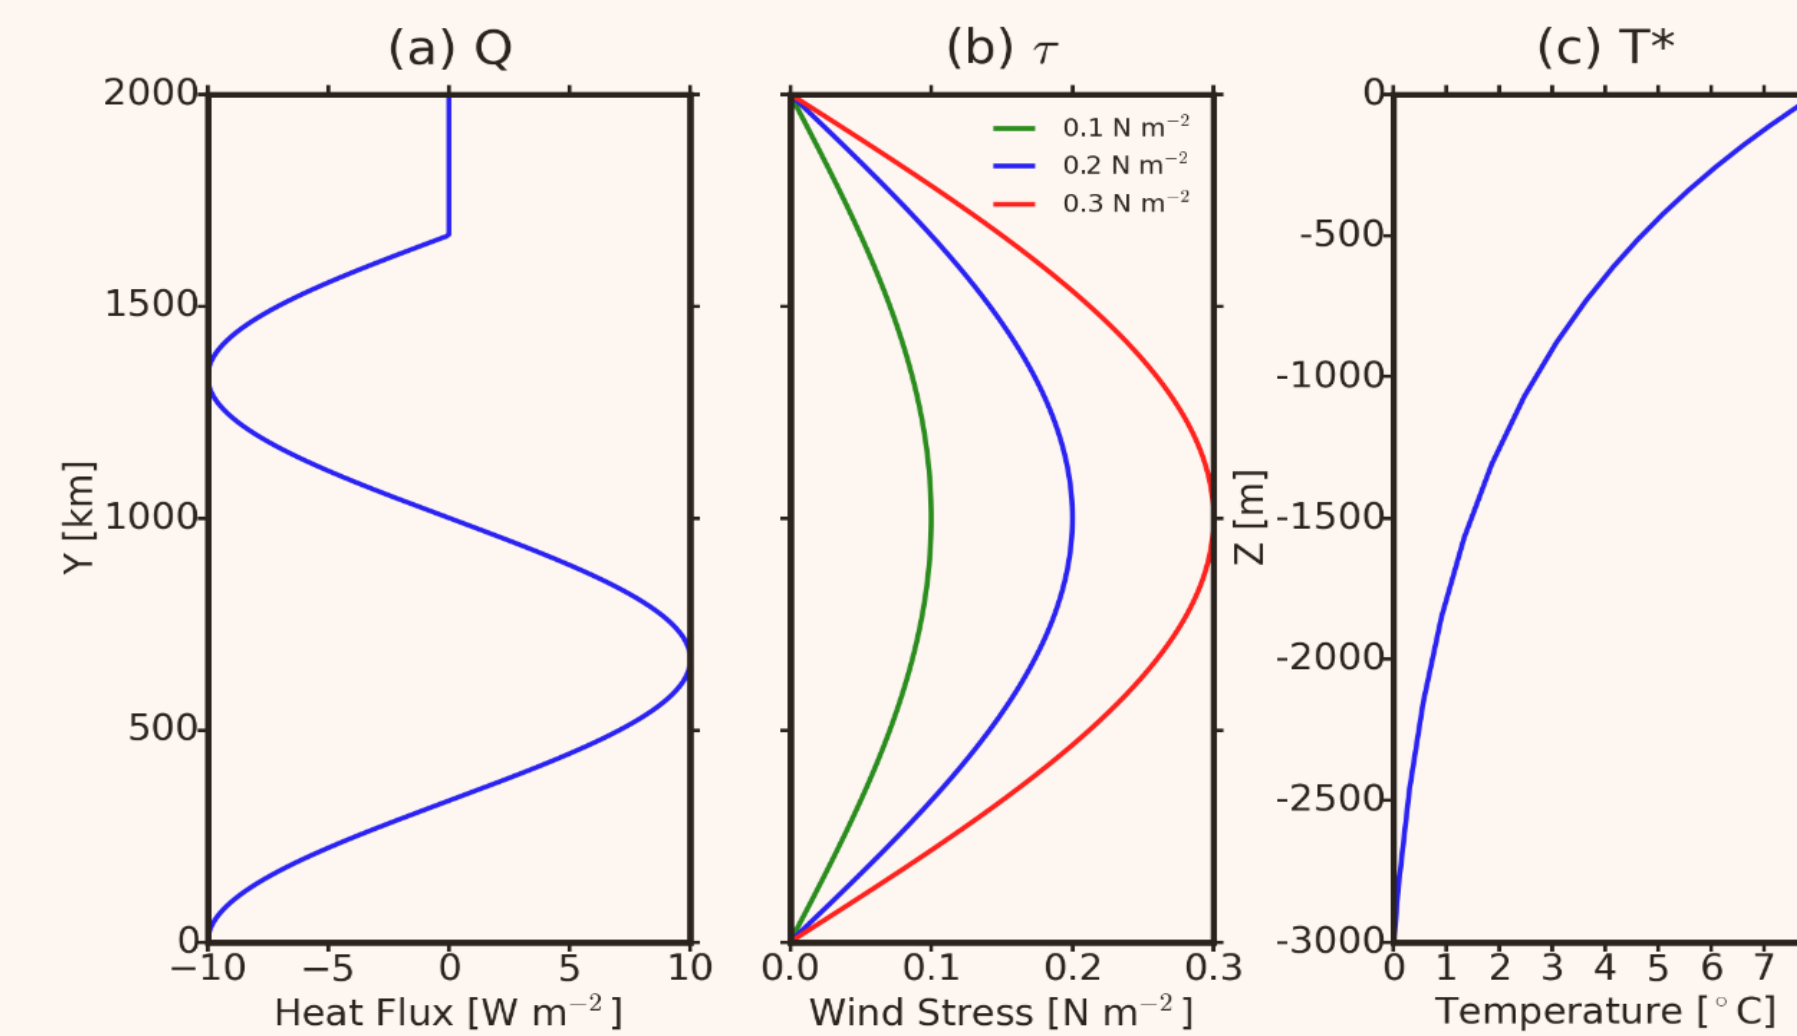 (a) Q
2000
1500
1000
500
0
Y [km]
−10 −5 0 5 10
Heat Flux [W m⁻²]
(b) τ
0.1 N m⁻²
0.2 N m⁻²
0.3 N m⁻²
0.0 0.1 0.2 0.3
Wind Stress [N m⁻²]
(c) T*
0
-500
-1000
-1500
-2000
-2500
-3000
Z [m]
0 1 2 3 4 5 6 7
Temperature [°C]